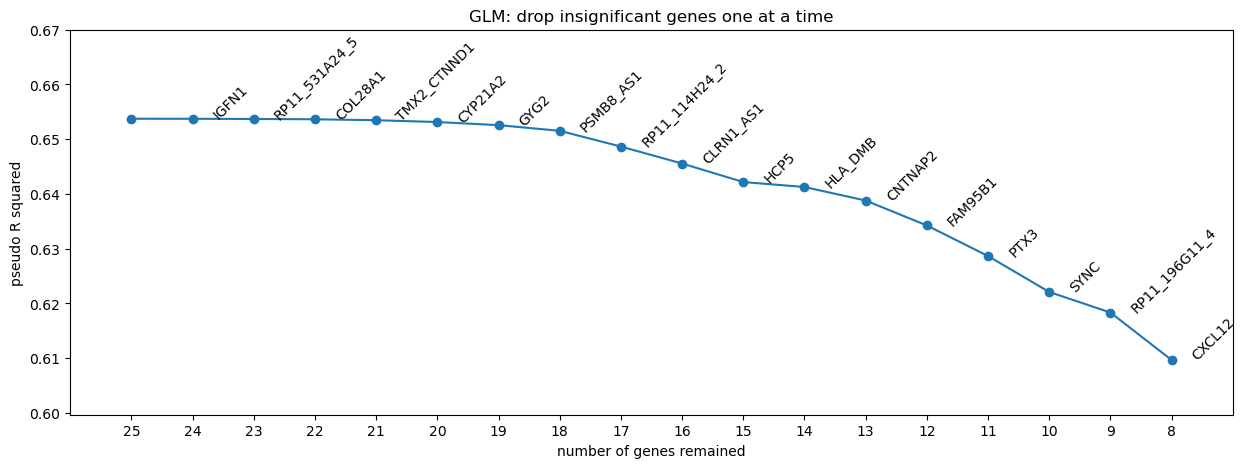 GLM: drop insignificant genes one at a time
0.67
0.66
0.65
0.64
0.63
0.62
0.61
0.60
pseudo R squared
IGFN1
RP11_531A24_5
COL28A1
TMX2_CTNND1
CYP21A2
GYG2
PSMB8_AS1
RP11_114H24_2
CLRN1_AS1
HCP5
HLA_DMB
CNTNAP2
FAM95B1
PTX3
SYNC
RP11_196G11_4
CXCL12
25 24 23 22 21 20 19 18 17 16 15 14 13 12 11 10 9 8
number of genes remained